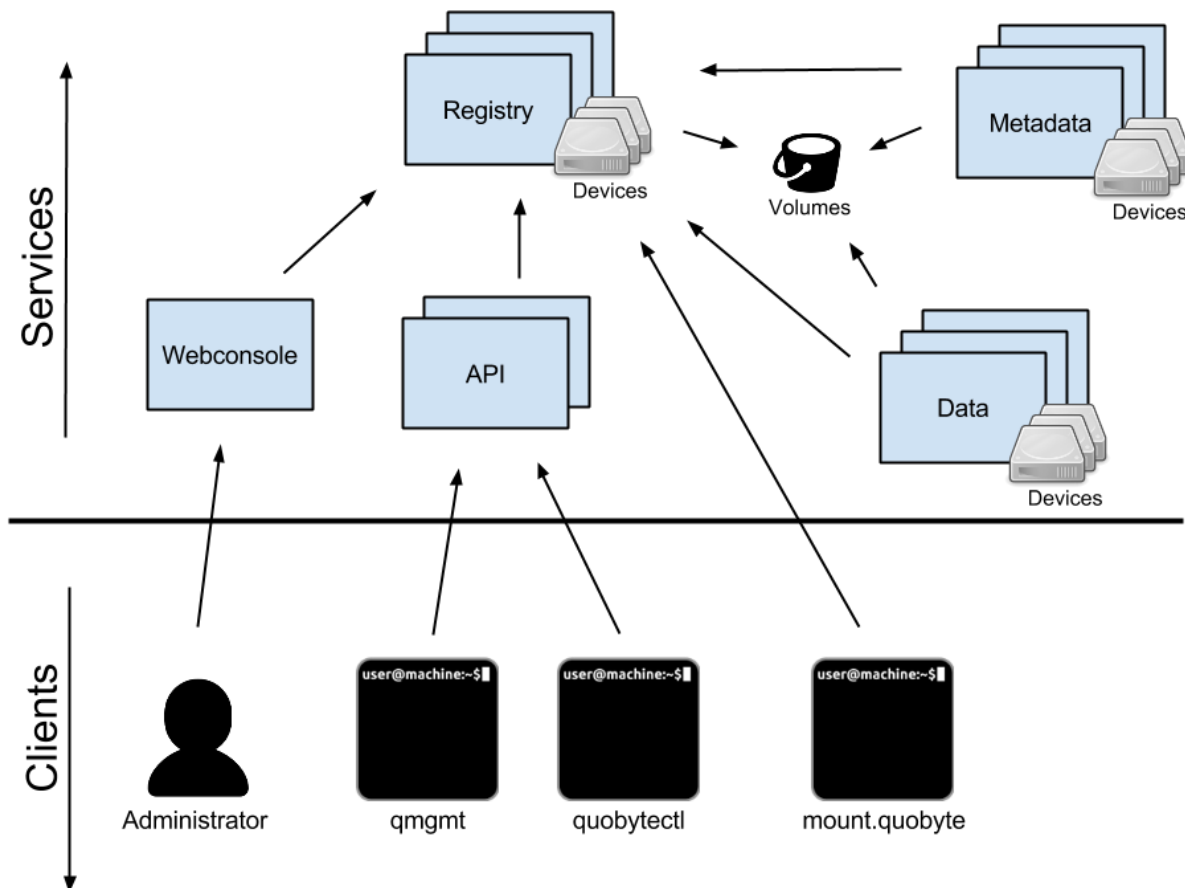 Services
Registry
Devices
Metadata
Devices
Volumes
Webconsole
API
Data
Devices
Clients
user@machine:~$
user@machine:~$
user@machine:~$
Administrator
qmgmt
quobytectl
mount.quobyte